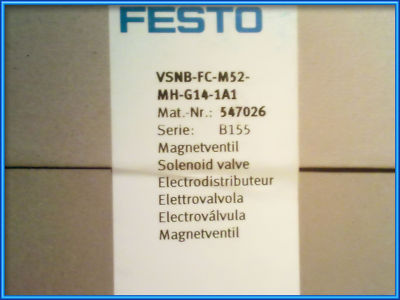 FESTO
VSNB-FC-M52-
MH-G14-1A1
Mat.-Nr.: 547026
Serie: B155
Magnetventil
Solenoid valve
Electrodistributeur
Elettrovalvola
Electroválvula
Magnetventil